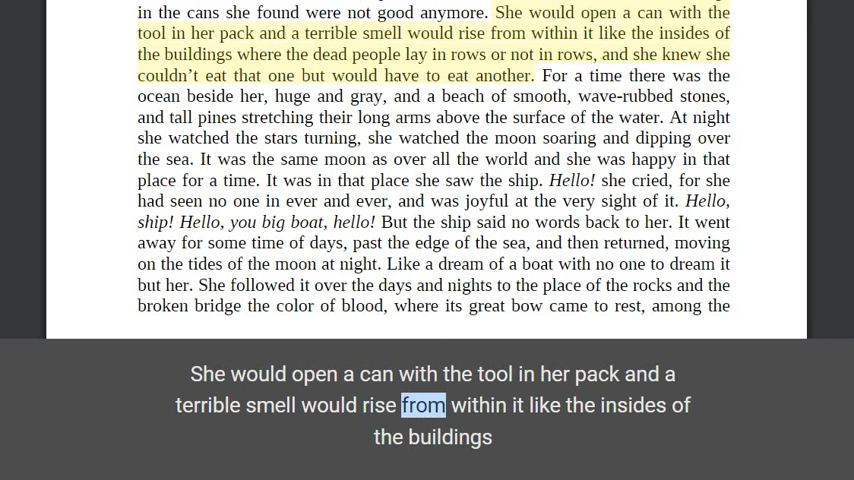 in the cans she found were not good anymore. She would open a can with the
tool in her pack and a terrible smell would rise from within it like the insides of
the buildings where the dead people lay in rows or not in rows, and she knew she
couldn’t eat that one but would have to eat another. For a time there was the
ocean beside her, huge and gray, and a beach of smooth, wave-rubbed stones,
and tall pines stretching their long arms above the surface of the water. At night
she watched the stars turning, she watched the moon soaring and dipping over
the sea. It was the same moon as over all the world and she was happy in that
place for a time. It was in that place she saw the ship. Hello! she cried, for she
had seen no one in ever and ever, and was joyful at the very sight of it. Hello,
ship! Hello, you big boat, hello! But the ship said no words back to her. It went
away for some time of days, past the edge of the sea, and then returned, moving
on the tides of the moon at night. Like a dream of a boat with no one to dream it
but her. She followed it over the days and nights to the place of the rocks and the
broken bridge the color of blood, where its great bow came to rest, among the
She would open a can with the tool in her pack and a
terrible smell would rise from within it like the insides of
the buildings